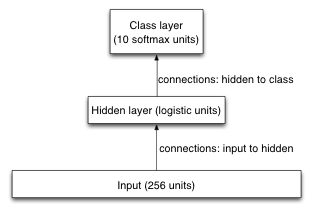 Class layer
(10 softmax units)
connections: hidden to class
Hidden layer (logistic units)
connections: input to hidden
Input (256 units)